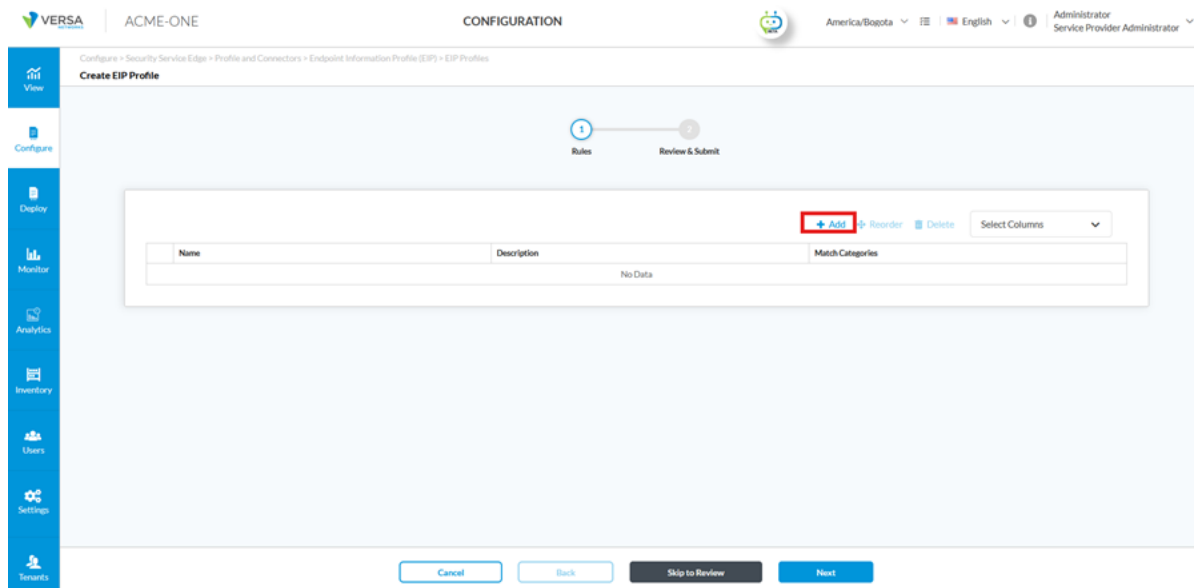 VERSA
NETWORKS
ACME-ONE
CONFIGURATION
America/Bogota
English
Administrator
Service Provider Administrator
Configure > Security Service Edge > Profile and Connectors > Endpoint Information Profile (EIP) > EIP Profiles
Create EIP Profile
View
Configure
Deploy
Monitor
Analytics
Inventory
Users
Settings
Tenants
1
2
Rules
Review & Submit
+ Add
Reorder
Delete
Select Columns
Name
Description
Match Categories
No Data
Cancel
Back
Skip to Review
Next